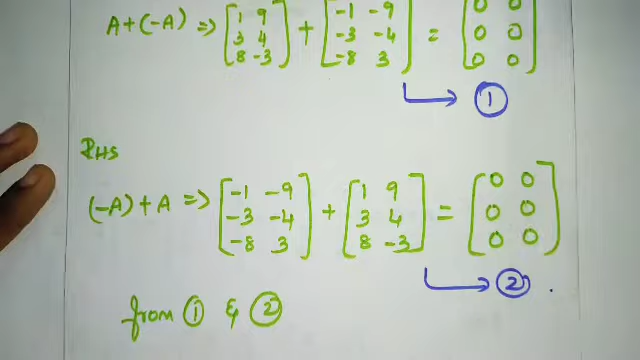 A+(-A) => [1 9 3 4 8 -3] + [-1 -9 -3 -4 -8 3] = [0 0 0 0 0 0]
①
RHS
(-A) + A => [-1 -9 -3 -4 -8 3] + [1 9 3 4 8 -3] = [0 0 0 0 0 0]
② .
from ① & ②